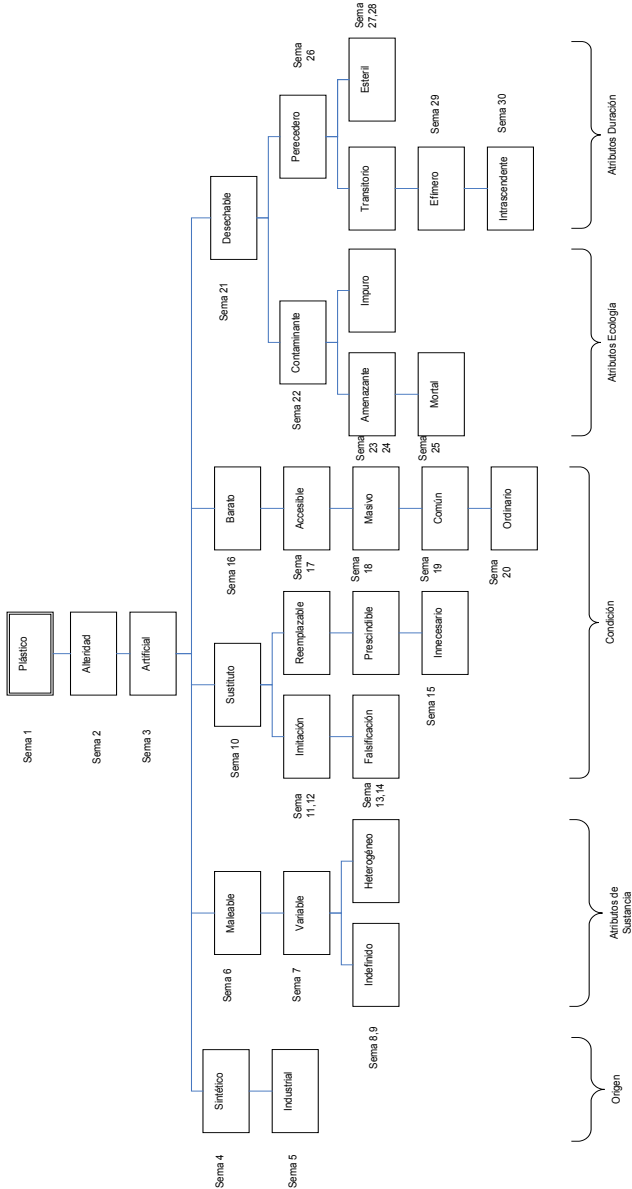 Plástico
Sema 1
Alteridad
Sema 2
Artificial
Sema 3
Sintético
Sema 4
Industrial
Sema 5
Maleable
Sema 6
Variable
Sema 7
Indefinido
Heterogéneo
Sema 8,9
Sustituto
Sema 10
Imitación
Reemplazable
Sema
11,12
Falsificación
Prescindible
Sema
13,14
Innecesario
Sema 15
Barato
Sema 16
Accesible
Sema
17
Masivo
Sema
18
Común
Sema
19
Ordinario
Sema
20
Desechable
Sema 21
Contaminante
Sema 22
Amenazante
Impuro
Sema
23
24
Mortal
Sema
25
Perecedero
Sema
26
Transitorio
Esteril
Sema
27,28
Efímero
Sema 29
Intrascendente
Sema 30
Origen
Atributos de
Sustancia
Condición
Atributos Ecología
Atributos Duración